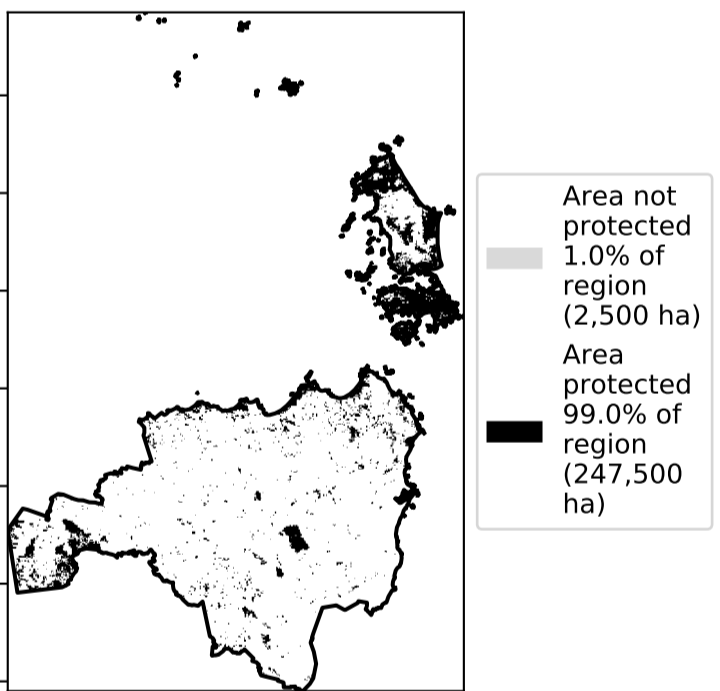 Area not
protected
1.0% of
region
(2,500 ha)
Area
protected
99.0% of
region
(247,500
ha)